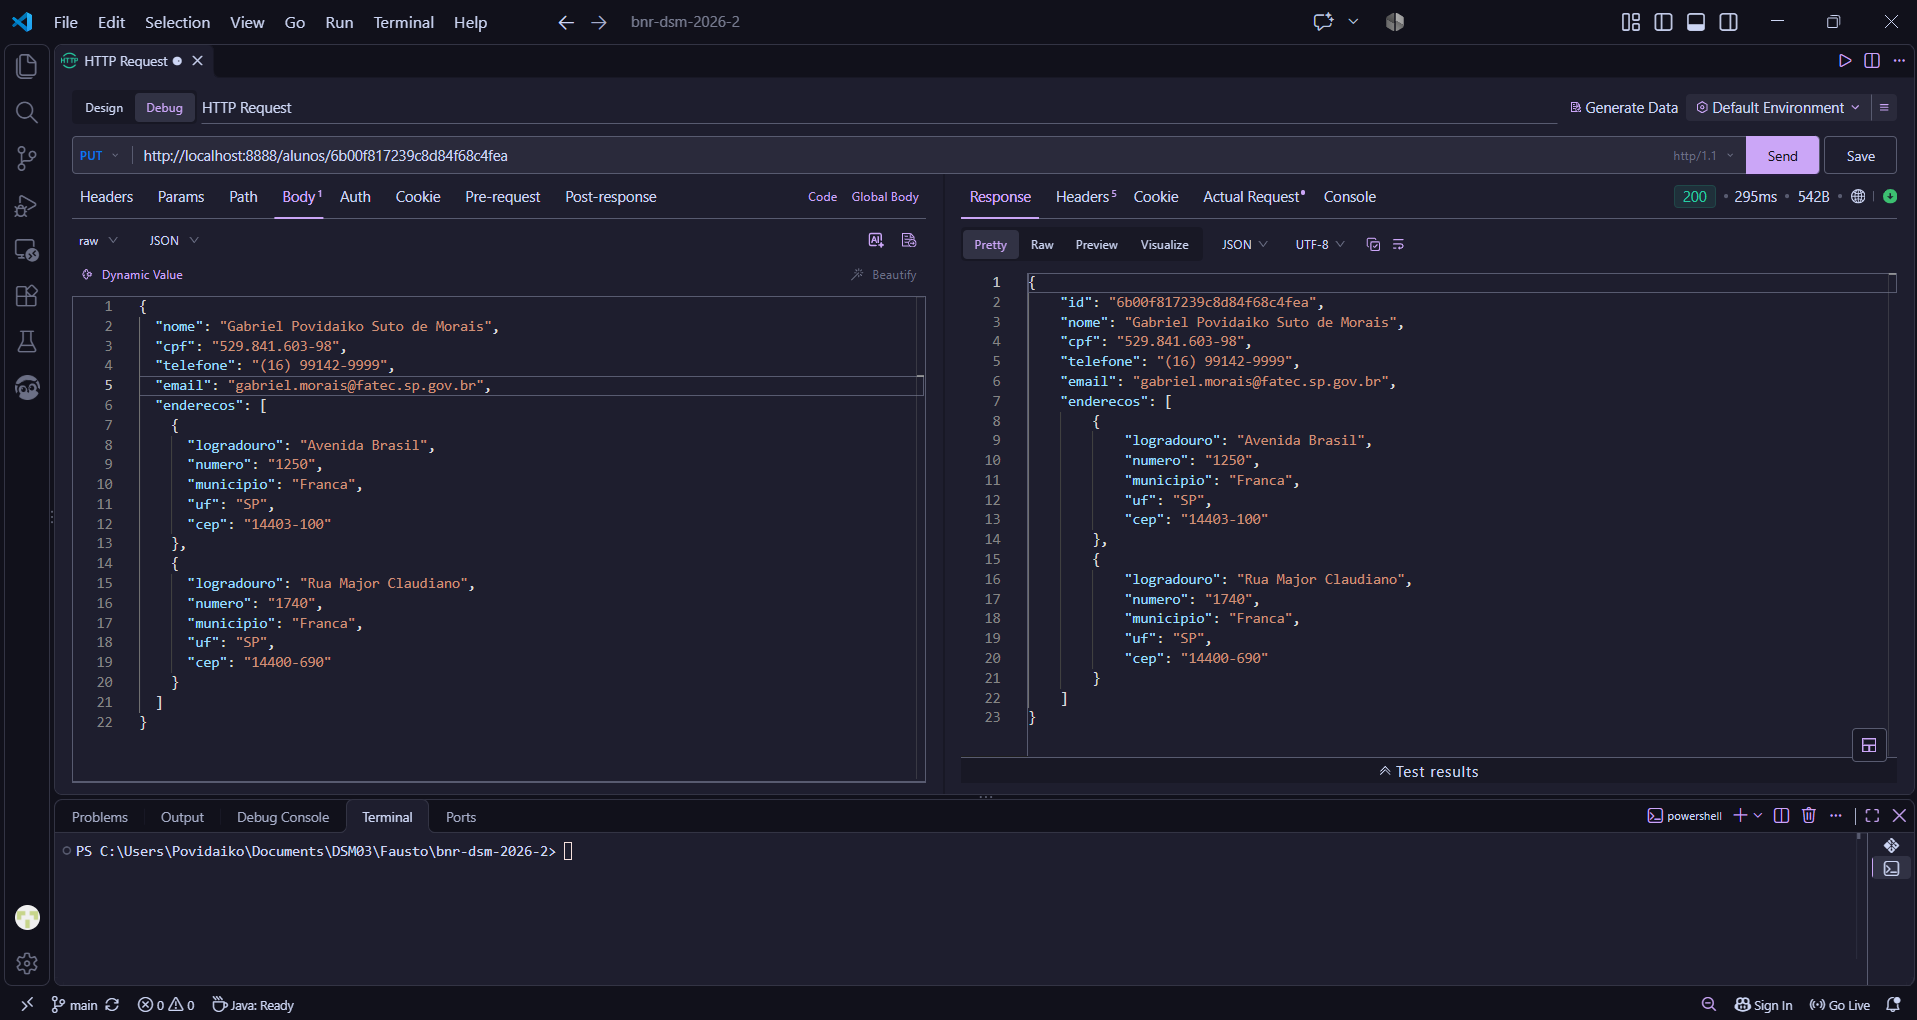 File Edit Selection View Go Run Terminal Help bnr-dsm-2026-2
HTTP Request
Design Debug HTTP Request Generate Data Default Environment
PUT http://localhost:8888/alunos/6b00f817239c8d84f68c4fea http/1.1 Send Save
Headers Params Path Body 1 Auth Cookie Pre-request Post-response Code Global Body
raw JSON
Dynamic Value Beautify
1 {
2 "nome": "Gabriel Povidaiko Suto de Morais",
3 "cpf": "529.841.603-98",
4 "telefone": "(16) 99142-9999",
5 "email": "gabriel.morais@fatec.sp.gov.br",
6 "enderecos": [
7 {
8 "logradouro": "Avenida Brasil",
9 "numero": "1250",
10 "municipio": "Franca",
11 "uf": "SP",
12 "cep": "14403-100"
13 },
14 {
15 "logradouro": "Rua Major Claudiano",
16 "numero": "1740",
17 "municipio": "Franca",
18 "uf": "SP",
19 "cep": "14400-690"
20 }
21 ]
22 }
Response Headers 5 Cookie Actual Request Console 200 295ms 542B
Pretty Raw Preview Visualize JSON UTF-8
1 {
2 "id": "6b00f817239c8d84f68c4fea",
3 "nome": "Gabriel Povidaiko Suto de Morais",
4 "cpf": "529.841.603-98",
5 "telefone": "(16) 99142-9999",
6 "email": "gabriel.morais@fatec.sp.gov.br",
7 "enderecos": [
8 {
9 "logradouro": "Avenida Brasil",
10 "numero": "1250",
11 "municipio": "Franca",
12 "uf": "SP",
13 "cep": "14403-100"
14 },
15 {
16 "logradouro": "Rua Major Claudiano",
17 "numero": "1740",
18 "municipio": "Franca",
19 "uf": "SP",
20 "cep": "14400-690"
21 }
22 ]
23 }
Test results
Problems Output Debug Console Terminal Ports powershell
PS C:\Users\Povidaiko\Documents\DSM03\Fausto\bnr-dsm-2026-2>
main 0 0 Java: Ready Sign In Go Live